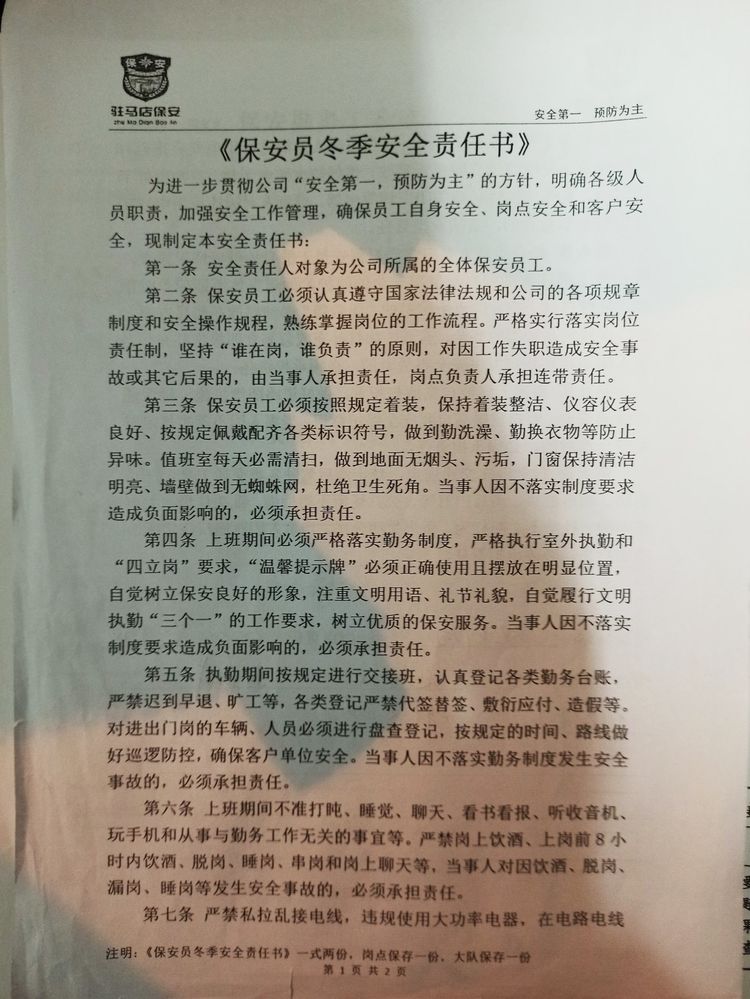 保 安
驻马店保安
zhu Ma Dian Bao An
安全第一 预防为主
《保安员冬季安全责任书》
为进一步贯彻公司“安全第一，预防为主”的方针，明确各级人
员职责，加强安全工作管理，确保员工自身安全、岗点安全和客户安
全，现制定本安全责任书：
第一条 安全责任人对象为公司所属的全体保安员工。
第二条 保安员工必须认真遵守国家法律法规和公司的各项规章
制度和安全操作规程，熟练掌握岗位的工作流程。严格实行落实岗位
责任制，坚持“谁在岗，谁负责”的原则，对因工作失职造成安全事
故或其它后果的，由当事人承担责任，岗点负责人承担连带责任。
第三条 保安员工必须按照规定着装，保持着装整洁、仪容仪表
良好、按规定佩戴配齐各类标识符号，做到勤洗澡、勤换衣物等防止
异味。值班室每天必需清扫，做到地面无烟头、污垢，门窗保持清洁
明亮、墙壁做到无蜘蛛网，杜绝卫生死角。当事人因不落实制度要求
造成负面影响的，必须承担责任。
第四条 上班期间必须严格落实勤务制度，严格执行室外执勤和
“四立岗”要求，“温馨提示牌”必须正确使用且摆放在明显位置，
自觉树立保安良好的形象，注重文明用语、礼节礼貌，自觉履行文明
执勤“三个一”的工作要求，树立优质的保安服务。当事人因不落实
制度要求造成负面影响的，必须承担责任。
第五条 执勤期间按规定进行交接班，认真登记各类勤务台账，
严禁迟到早退、旷工等，各类登记严禁代签替签、敷衍应付、造假等。
对进出门岗的车辆、人员必须进行盘查登记，按规定的时间、路线做
好巡逻防控，确保客户单位安全。当事人因不落实勤务制度发生安全
事故的，必须承担责任。
第六条 上班期间不准打盹、睡觉、聊天、看书看报、听收音机、
玩手机和从事与勤务工作无关的事宜等。严禁岗上饮酒、上岗前8小
时内饮酒、脱岗、睡岗、串岗和岗上聊天等，当事人对因饮酒、脱岗、
漏岗、睡岗等发生安全事故的，必须承担责任。
第七条 严禁私拉乱接电线，违规使用大功率电器，在电路电线
注明：《保安员冬季安全责任书》一式两份，岗点保存一份，大队保存一份
第 1 页 共 2 页